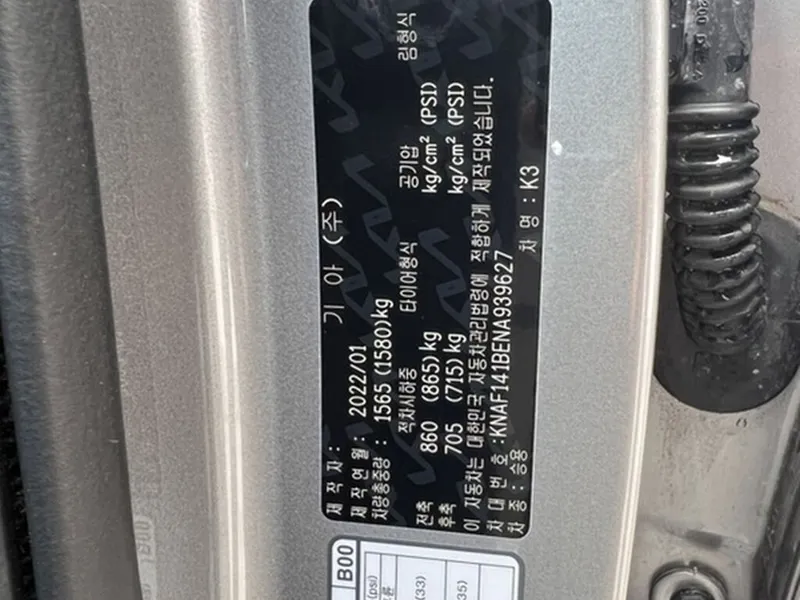 제 작 자 : 기 아 (주)
제 작 연 월 : 2022/01
차량총중량 : 1565 (1580)kg
적차시하중 타이어형식 공기압 림형식
전축 860 (865)kg kg/cm² (PSI)
후축 705 (715)kg kg/cm² (PSI)
이 자동차는 대한민국 자동차관리법령에 적합하게 제작되었습니다.
차 대 번 호 :KNAF141BENA939627
차 종: 승용 차 명 :K3
B00
(psi)
(33)
(35)